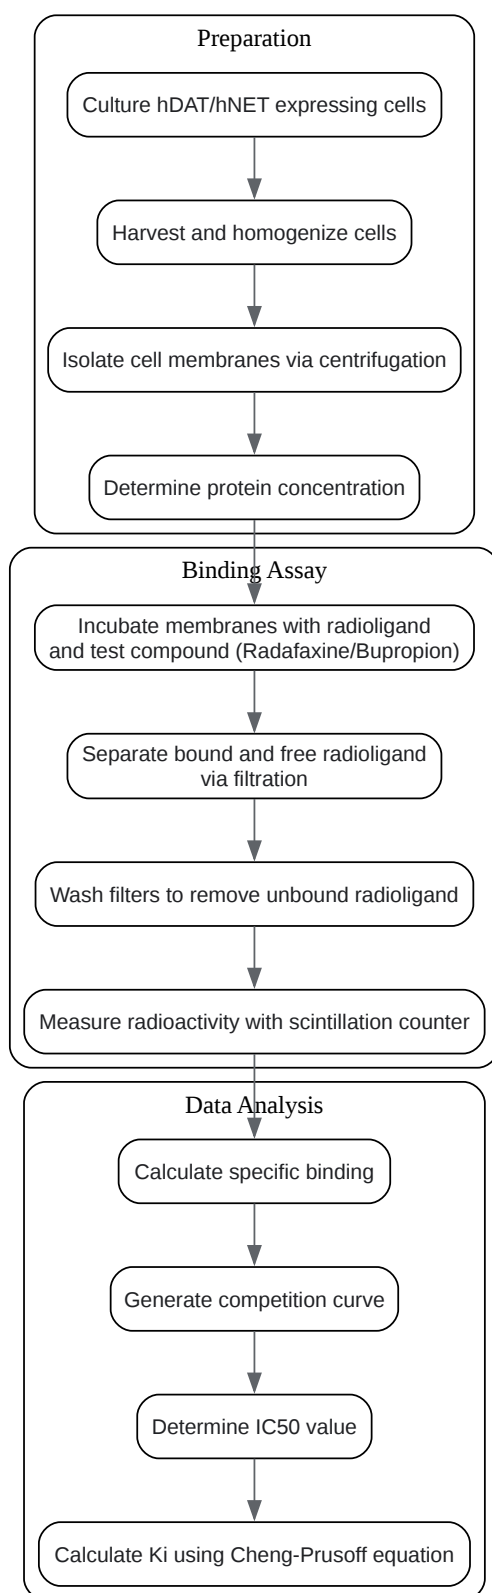 Preparation
Culture hDAT/hNET expressing cells
Harvest and homogenize cells
Isolate cell membranes via centrifugation
Determine protein concentration
Binding Assay
Incubate membranes with radioligand
and test compound (Radafaxine/Bupropion)
Separate bound and free radioligand
via filtration
Wash filters to remove unbound radioligand
Measure radioactivity with scintillation counter
Data Analysis
Calculate specific binding
Generate competition curve
Determine IC50 value
Calculate Ki using Cheng-Prusoff equation